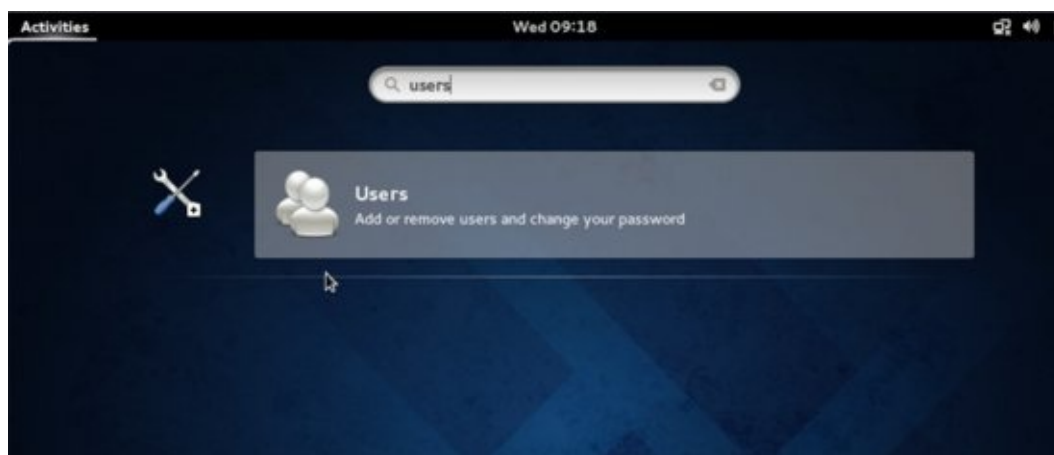 Activities
Wed 09:18
users
Users
Add or remove users and change your password